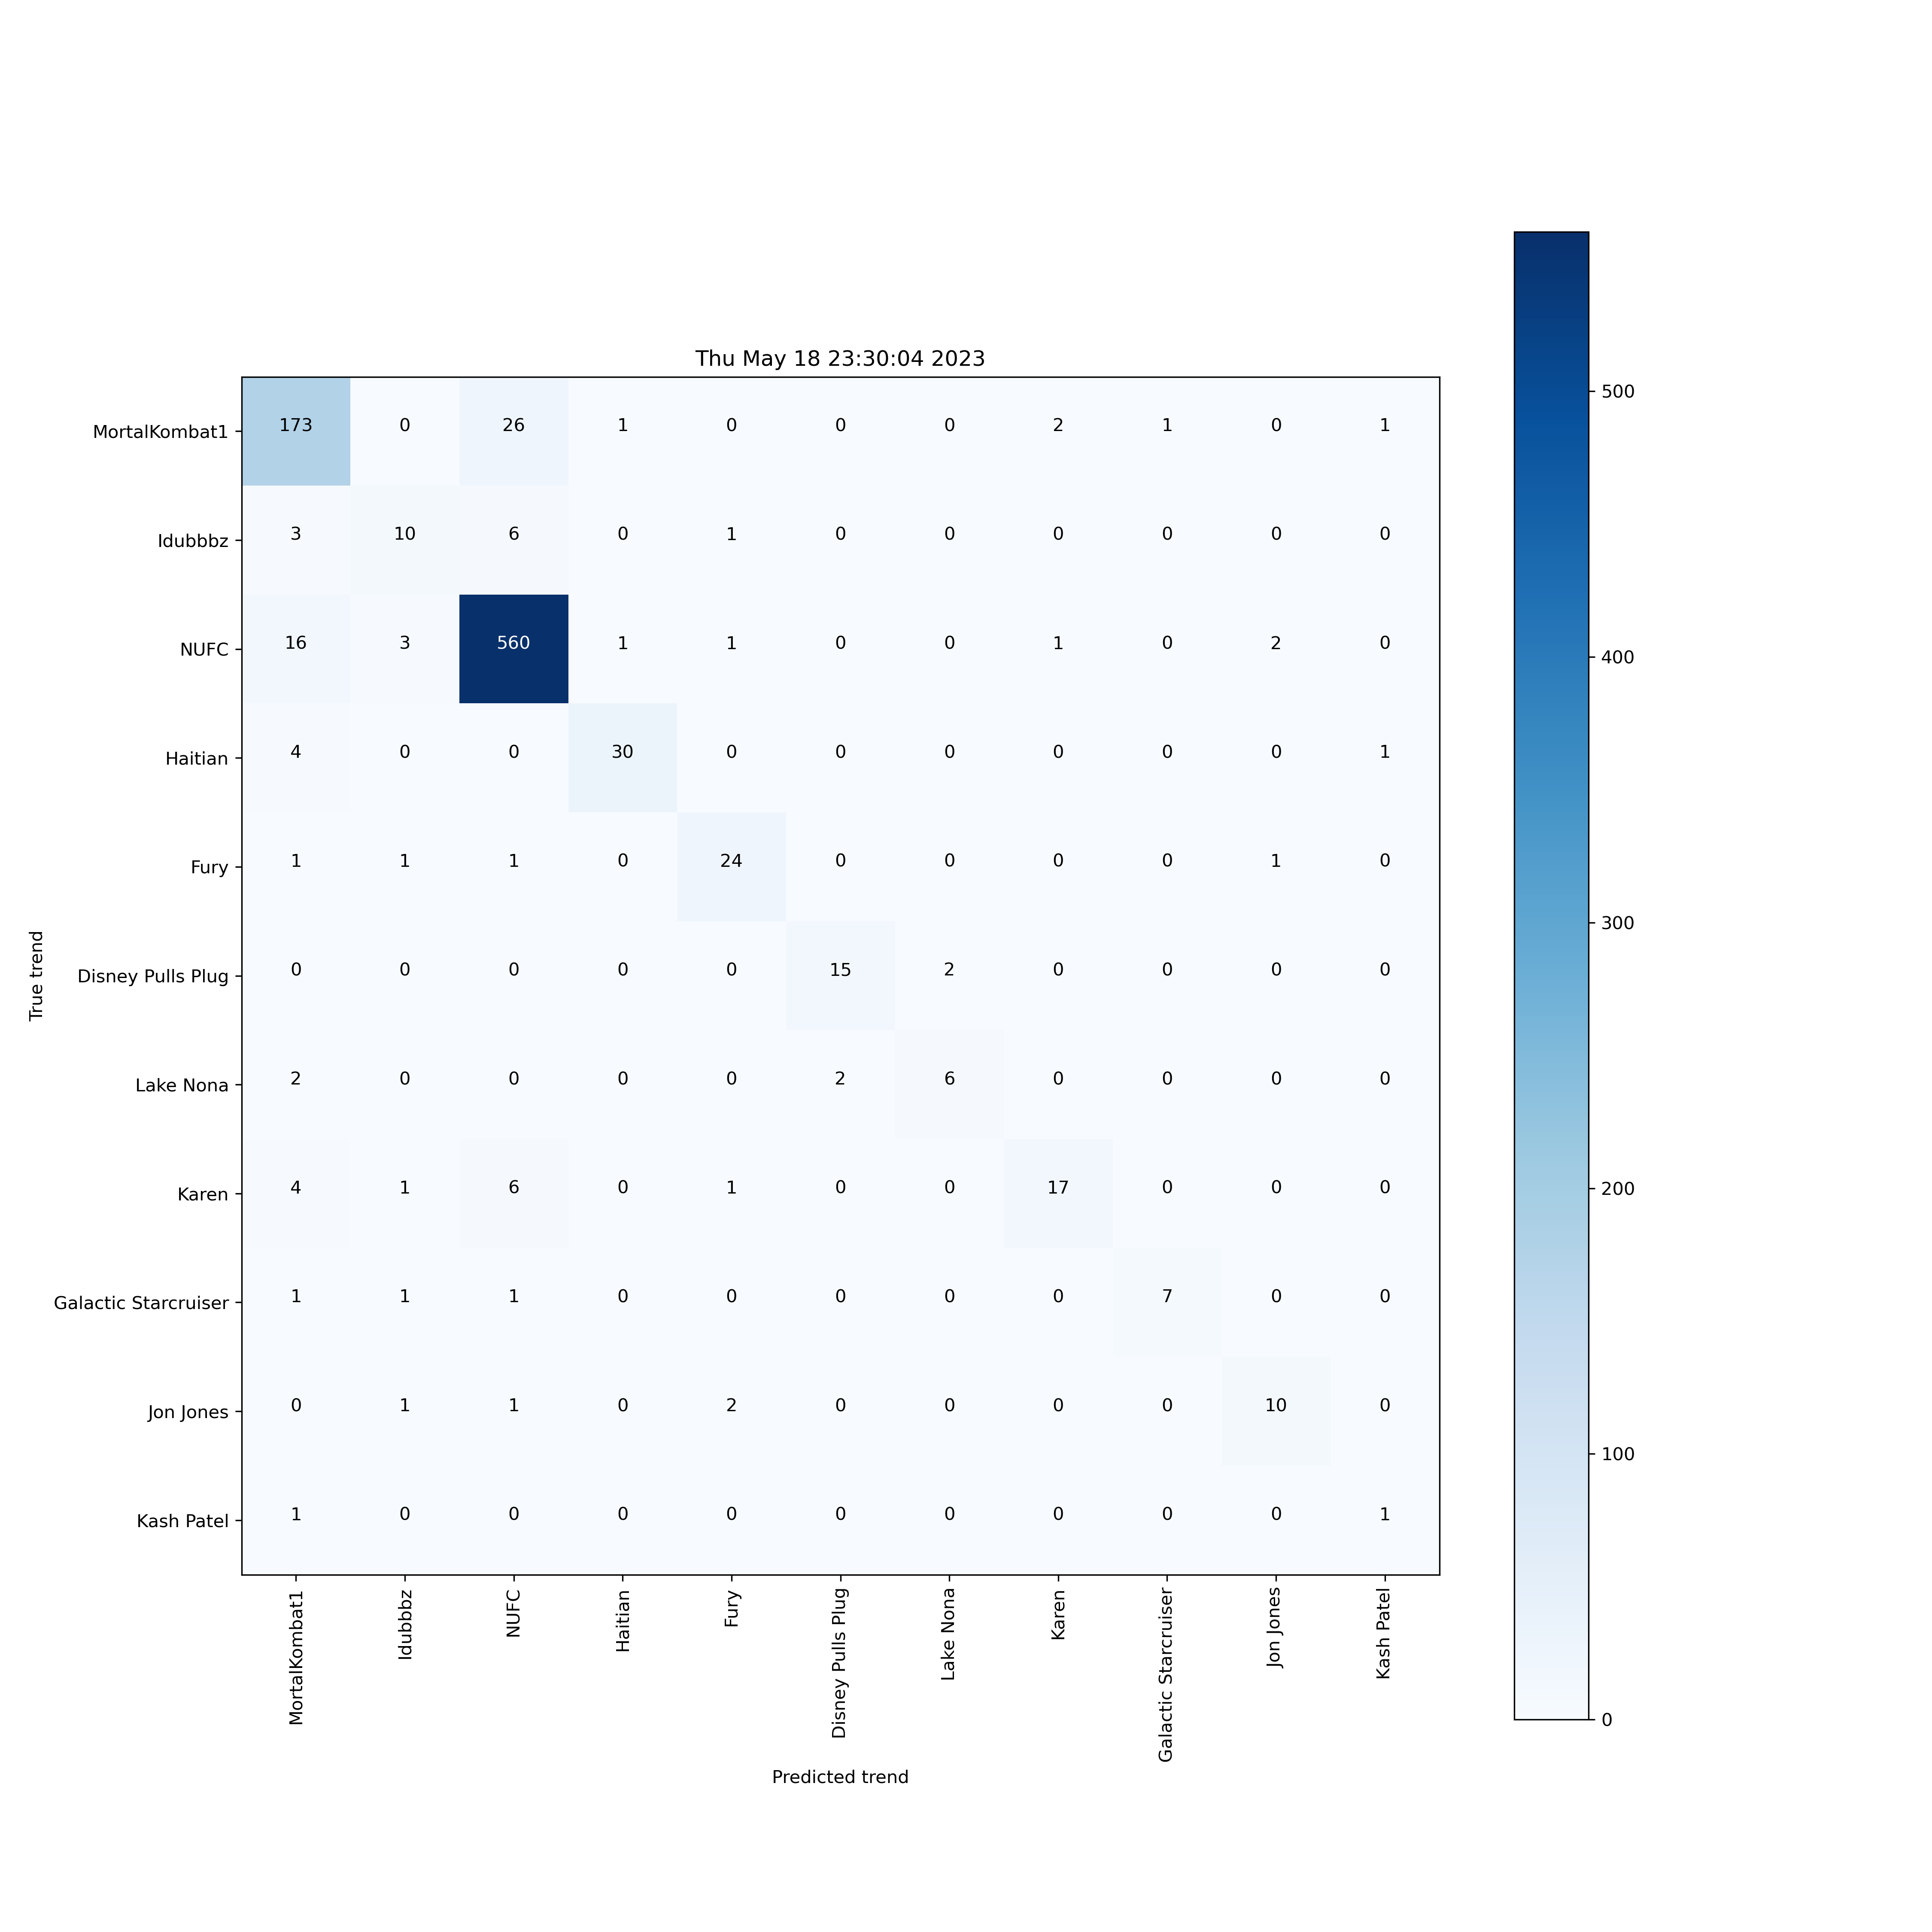 Thu May 18 23:30:04 2023
MortalKombat1 173 0 26 1 0 0 0 2 1 0 1
Idubbbz 3 10 6 0 1 0 0 0 0 0 0
NUFC 16 3 560 1 1 0 0 1 0 2 0
Haitian 4 0 0 30 0 0 0 0 0 0 1
Fury 1 1 1 0 24 0 0 0 0 1 0
Disney Pulls Plug 0 0 0 0 0 15 2 0 0 0 0
Lake Nona 2 0 0 0 0 2 6 0 0 0 0
Karen 4 1 6 0 1 0 0 17 0 0 0
Galactic Starcruiser 1 1 1 0 0 0 0 0 7 0 0
Jon Jones 0 1 1 0 2 0 0 0 0 10 0
Kash Patel 1 0 0 0 0 0 0 0 0 0 1
True trend
MortalKombat1
Idubbbz
NUFC
Haitian
Fury
Disney Pulls Plug
Lake Nona
Karen
Galactic Starcruiser
Jon Jones
Kash Patel
Predicted trend
500
400
300
200
100
0